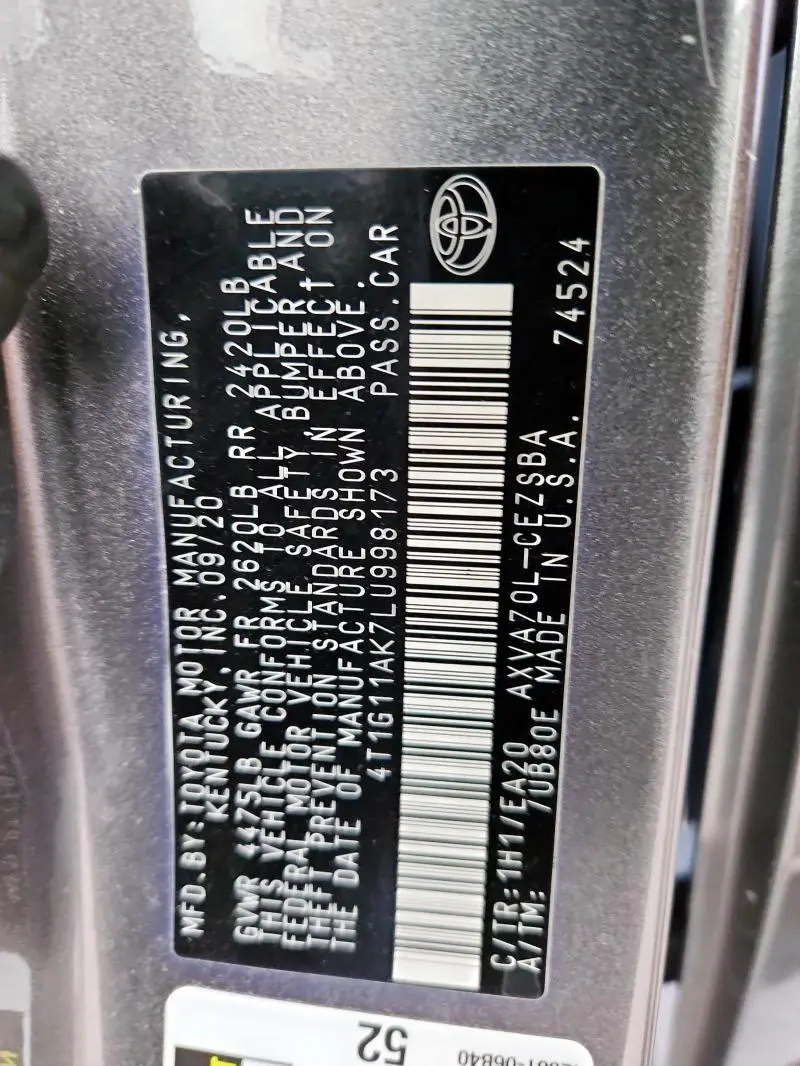 MFD.BY:TOYOTA MOTOR MANUFACTURING,
KENTUCKY, INC. 09/20
GVWR 4475LB GAWR FR 2620LB RR 2420LB
THIS VEHICLE CONFORMS TO ALL APPLICABLE
FEDERAL MOTOR VEHICLE SAFETY, BUMPER, AND
THEFT PREVENTION STANDARDS IN EFFECT ON
THE DATE OF MANUFACTURE SHOWN ABOVE.
4T1G11AK7LU998173 PASS.CAR
C/TR:1H1/EA20 AXVA70L-CEZSBA
A/TM: 7UB80E MADE IN U.S.A. 74524
52